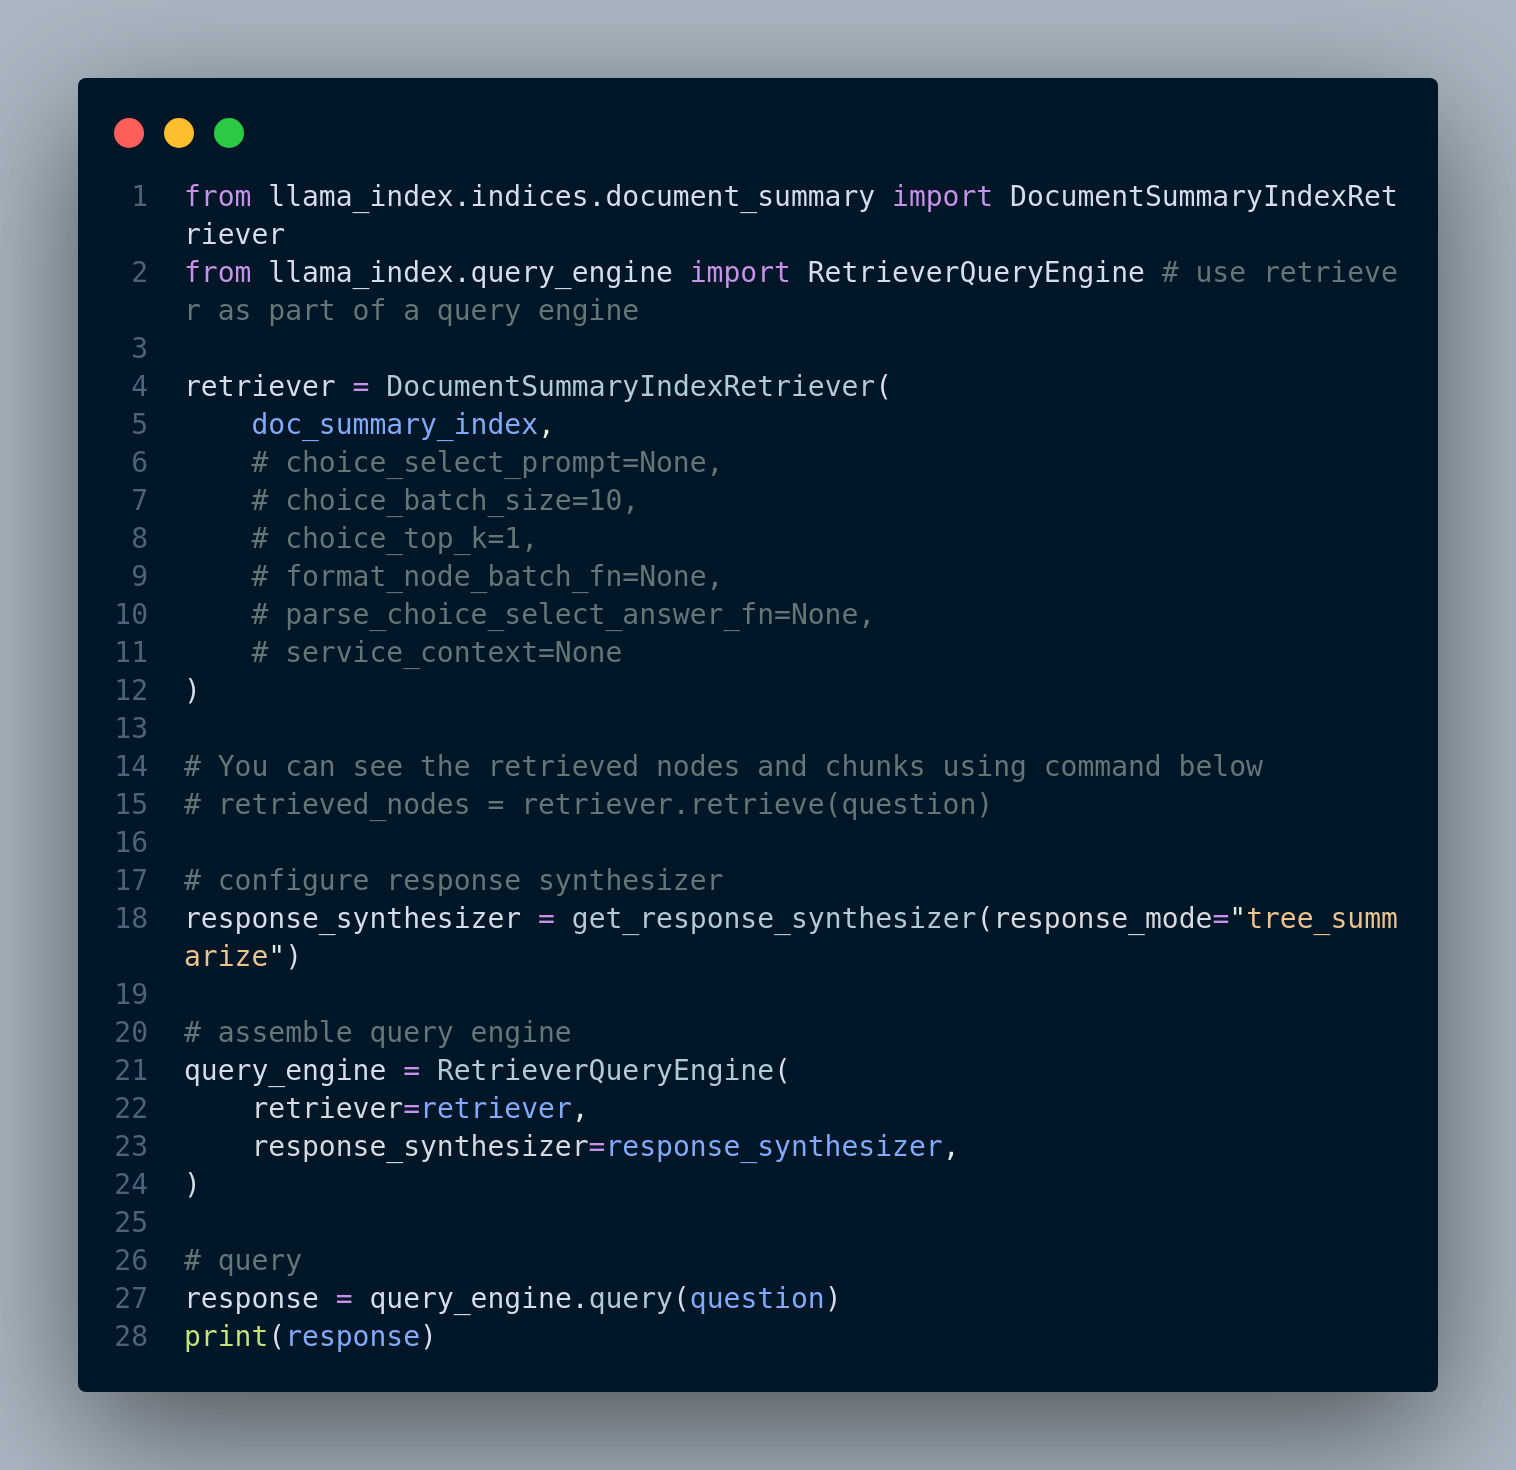 1 from llama_index.indices.document_summary import DocumentSummaryIndexRet
riever
2 from llama_index.query_engine import RetrieverQueryEngine # use retrieve
r as part of a query engine
3
4 retriever = DocumentSummaryIndexRetriever(
5     doc_summary_index,
6     # choice_select_prompt=None,
7     # choice_batch_size=10,
8     # choice_top_k=1,
9     # format_node_batch_fn=None,
10     # parse_choice_select_answer_fn=None,
11     # service_context=None
12 )
13
14 # You can see the retrieved nodes and chunks using command below
15 # retrieved_nodes = retriever.retrieve(question)
16
17 # configure response synthesizer
18 response_synthesizer = get_response_synthesizer(response_mode="tree_summ
arize")
19
20 # assemble query engine
21 query_engine = RetrieverQueryEngine(
22     retriever=retriever,
23     response_synthesizer=response_synthesizer,
24 )
25
26 # query
27 response = query_engine.query(question)
28 print(response)